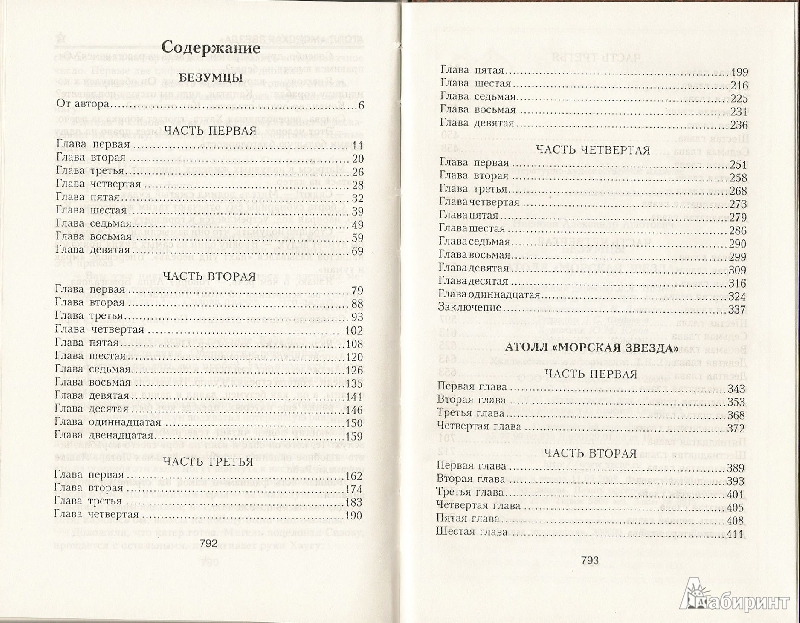 Содержание
БЕЗУМЦЫ
От автора 6
ЧАСТЬ ПЕРВАЯ
Глава первая 11
Глава вторая 20
Глава третья 26
Глава четвертая 28
Глава пятая 32
Глава шестая 39
Глава седьмая 49
Глава восьмая 59
Глава девятая 69
ЧАСТЬ ВТОРАЯ
Глава первая 79
Глава вторая 88
Глава третья 93
Глава четвертая 102
Глава пятая 108
Глава шестая 120
Глава седьмая 126
Глава восьмая 135
Глава девятая 141
Глава десятая 146
Глава одиннадцатая 150
Глава двенадцатая 159
ЧАСТЬ ТРЕТЬЯ
Глава первая 162
Глава вторая 174
Глава третья 183
Глава четвертая 190
792
Глава пятая 199
Глава шестая 216
Глава седьмая 225
Глава восьмая 231
Глава девятая 236
ЧАСТЬ ЧЕТВЕРТАЯ
Глава первая 251
Глава вторая 258
Глава третья 268
Глава четвертая 273
Глава пятая 279
Глава шестая 286
Глава седьмая 290
Глава восьмая 299
Глава девятая 309
Глава десятая 316
Глава одиннадцатая 324
Заключение 337
АТОЛЛ «МОРСКАЯ ЗВЕЗДА»
ЧАСТЬ ПЕРВАЯ
Первая глава 343
Вторая глава 353
Третья глава 368
Четвертая глава 372
ЧАСТЬ ВТОРАЯ
Первая глава 389
Вторая глава 393
Третья глава 401
Четвертая глава 405
Пятая глава 408
Шестая глава 411
793
Лабиринт